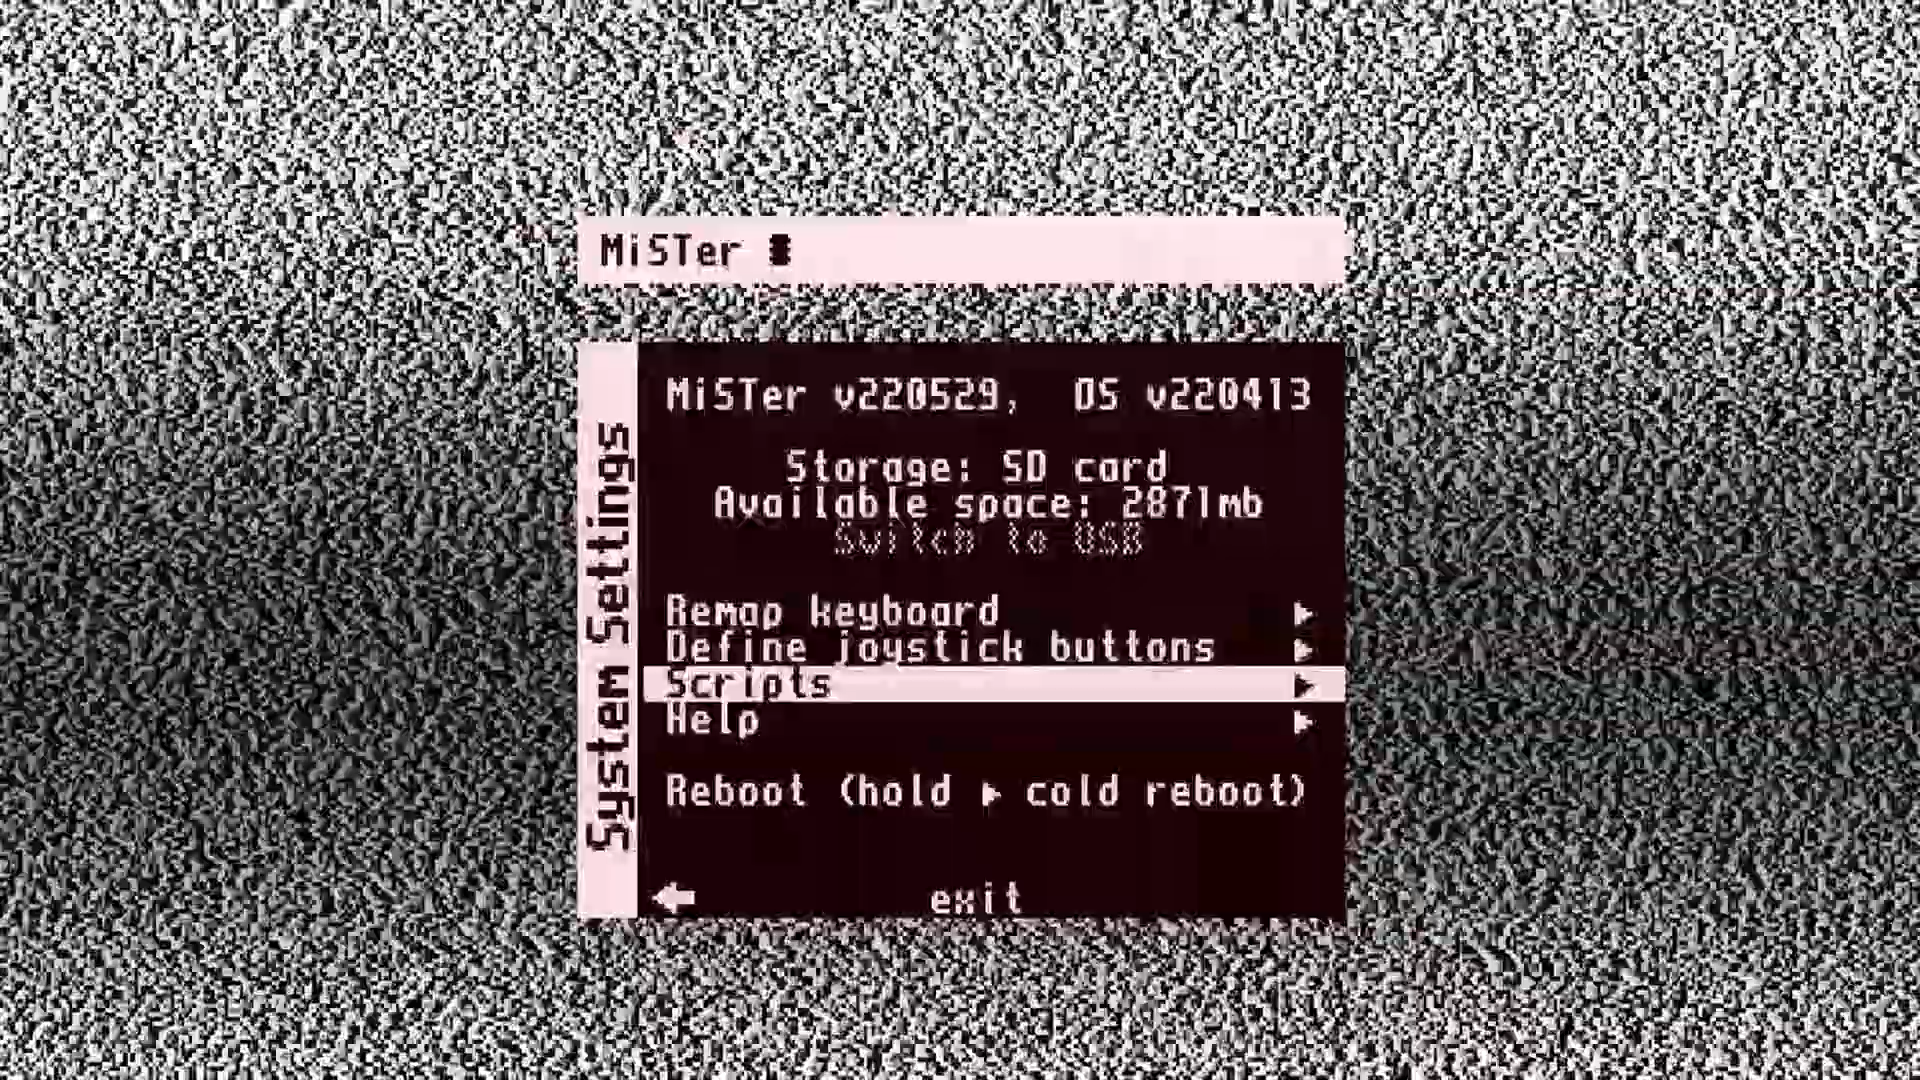 MiSTer
System Settings
MiSTer v220529, OS v220413
Storage: SD card
Available space: 2871mb
Switch to USB
Remap keyboard
Define joystick buttons
Scripts
Help
Reboot (hold ▶ cold reboot)
exit